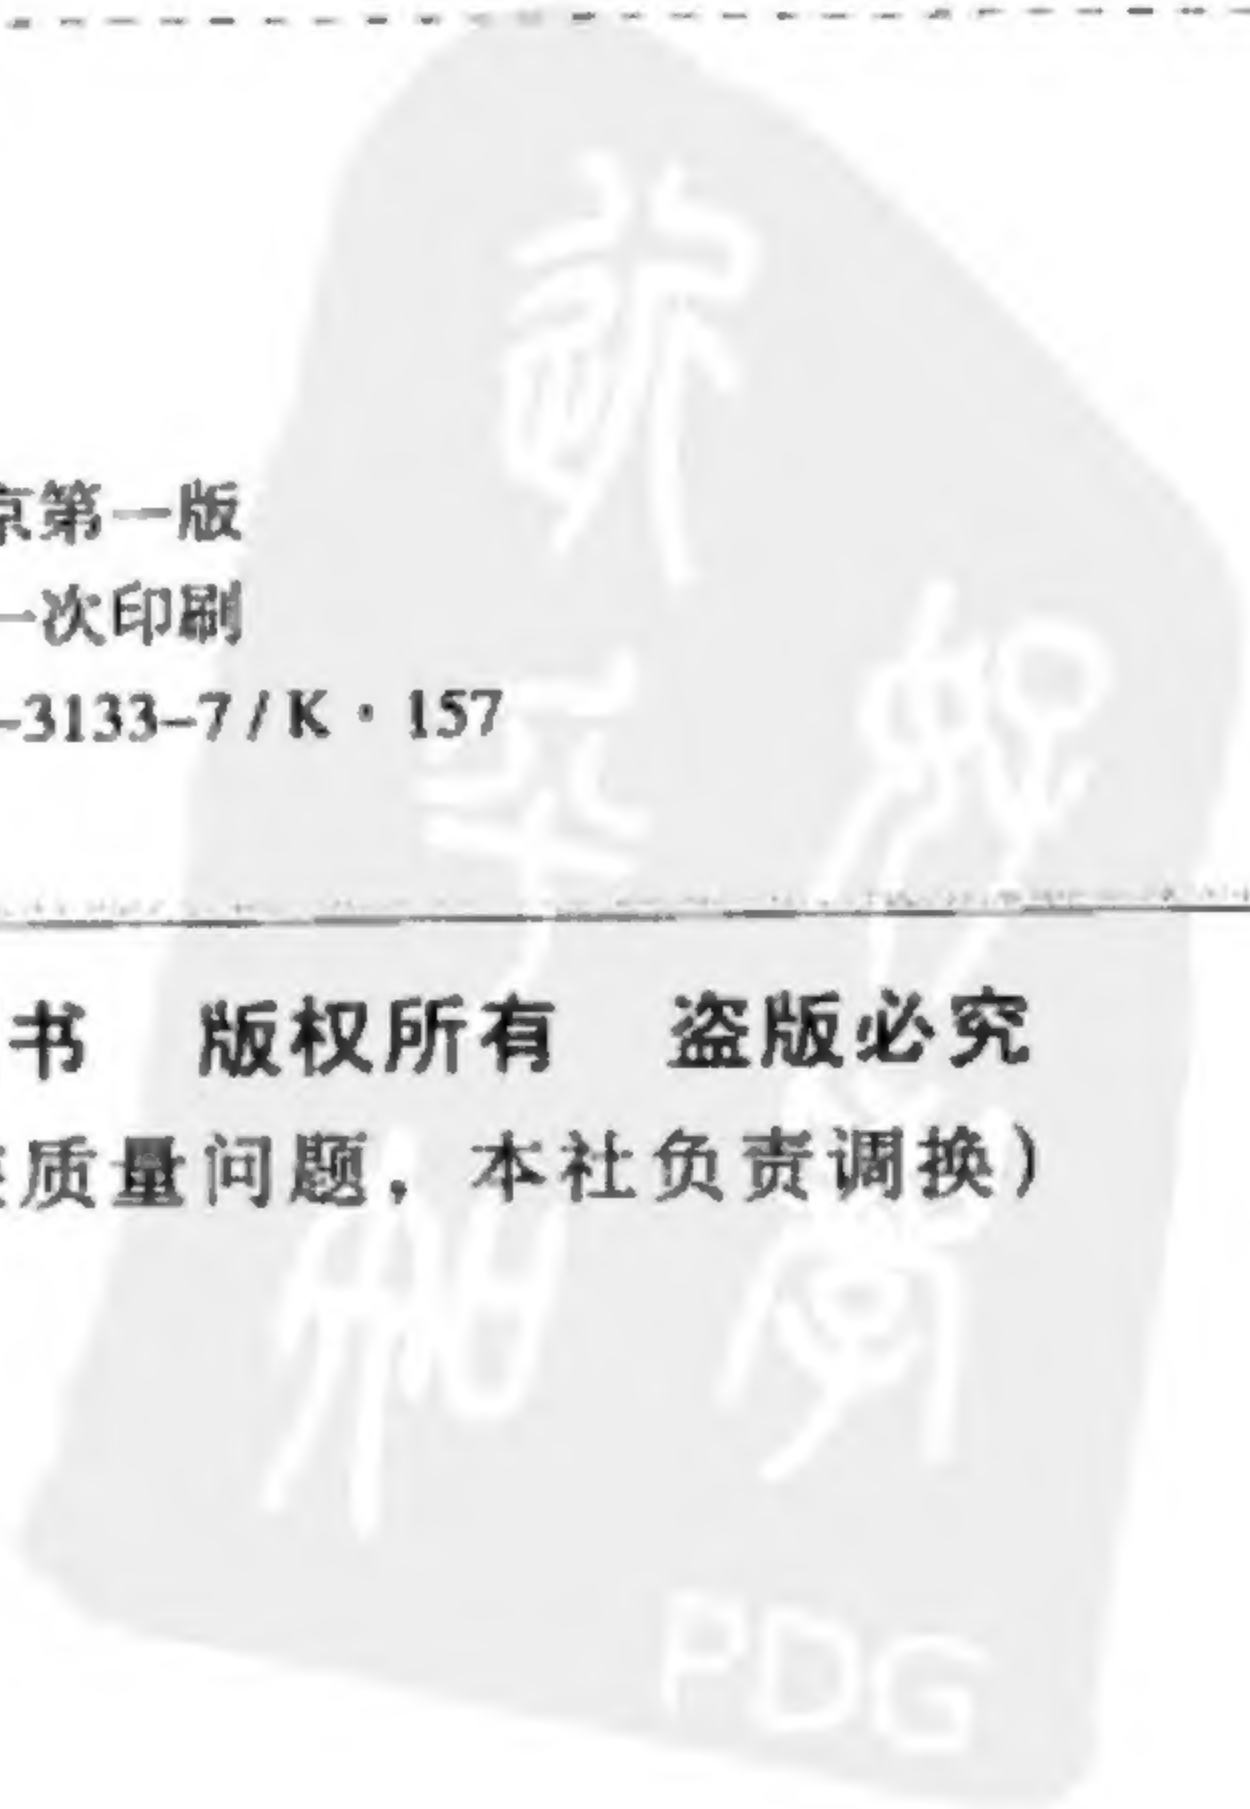 京第一版
一次印刷
-3133-7/K·157
书 版权所有 盗版必究
质量问题，本社负责调换）
PDG